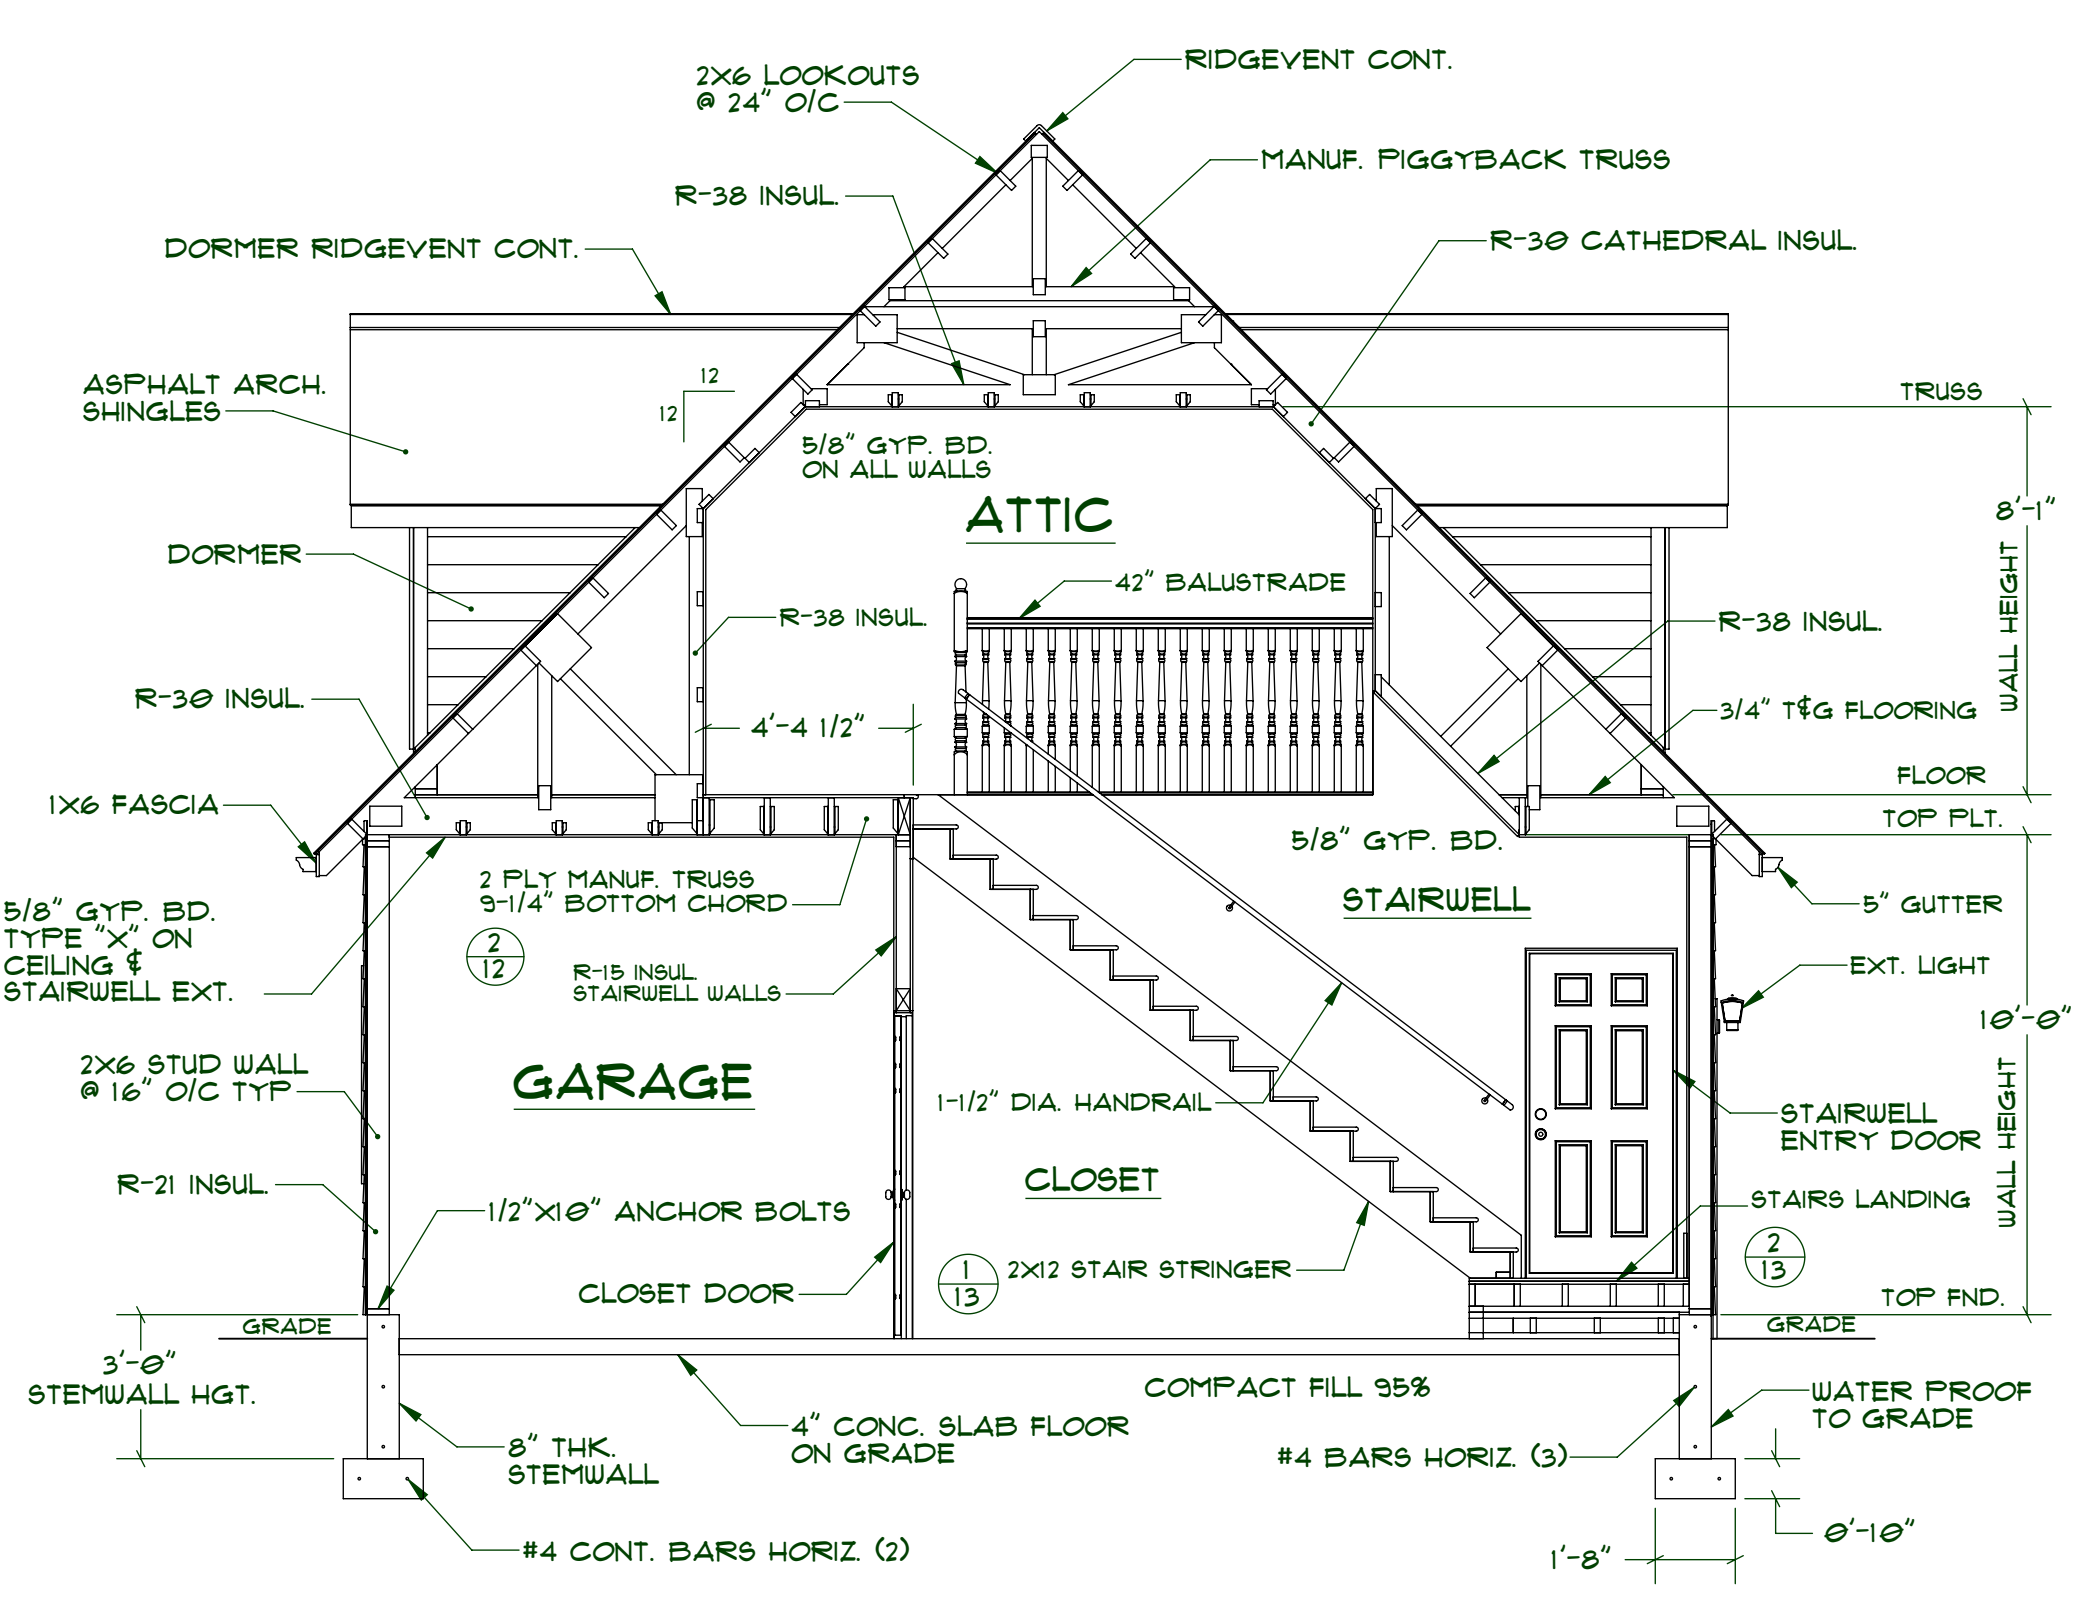 RIDGEVENT CONT.
2X6 LOOKOUTS
@ 24" O/C
MANUF. PIGGYBACK TRUSS
R-38 INSUL.
R-30 CATHEDRAL INSUL.
DORMER RIDGEVENT CONT.
ASPHALT ARCH.
SHINGLES
12
12
TRUSS
5/8" GYP. BD.
ON ALL WALLS
ATTIC
8'-1"
WALL HEIGHT
DORMER
42" BALUSTRADE
R-38 INSUL.
R-38 INSUL.
R-30 INSUL.
4'-4 1/2"
3/4" T&G FLOORING
FLOOR
1X6 FASCIA
TOP PLT.
5/8" GYP. BD.
STAIRWELL
2 PLY MANUF. TRUSS
9-1/4" BOTTOM CHORD
5" GUTTER
5/8" GYP. BD.
TYPE "X" ON
CEILING &
STAIRWELL EXT.
2
12
R-15 INSUL.
STAIRWELL WALLS
EXT. LIGHT
10'-0"
WALL HEIGHT
2X6 STUD WALL
@ 16" O/C TYP
GARAGE
1-1/2" DIA. HANDRAIL
STAIRWELL
ENTRY DOOR
R-21 INSUL.
CLOSET
STAIRS LANDING
1/2"X10" ANCHOR BOLTS
2
13
1
13
2X12 STAIR STRINGER
CLOSET DOOR
TOP FND.
GRADE
GRADE
3'-0"
STEMWALL HGT.
COMPACT FILL 95%
WATER PROOF
TO GRADE
4" CONC. SLAB FLOOR
ON GRADE
8" THK.
STEMWALL
#4 BARS HORIZ. (3)
#4 CONT. BARS HORIZ. (2)
0'-10"
1'-8"